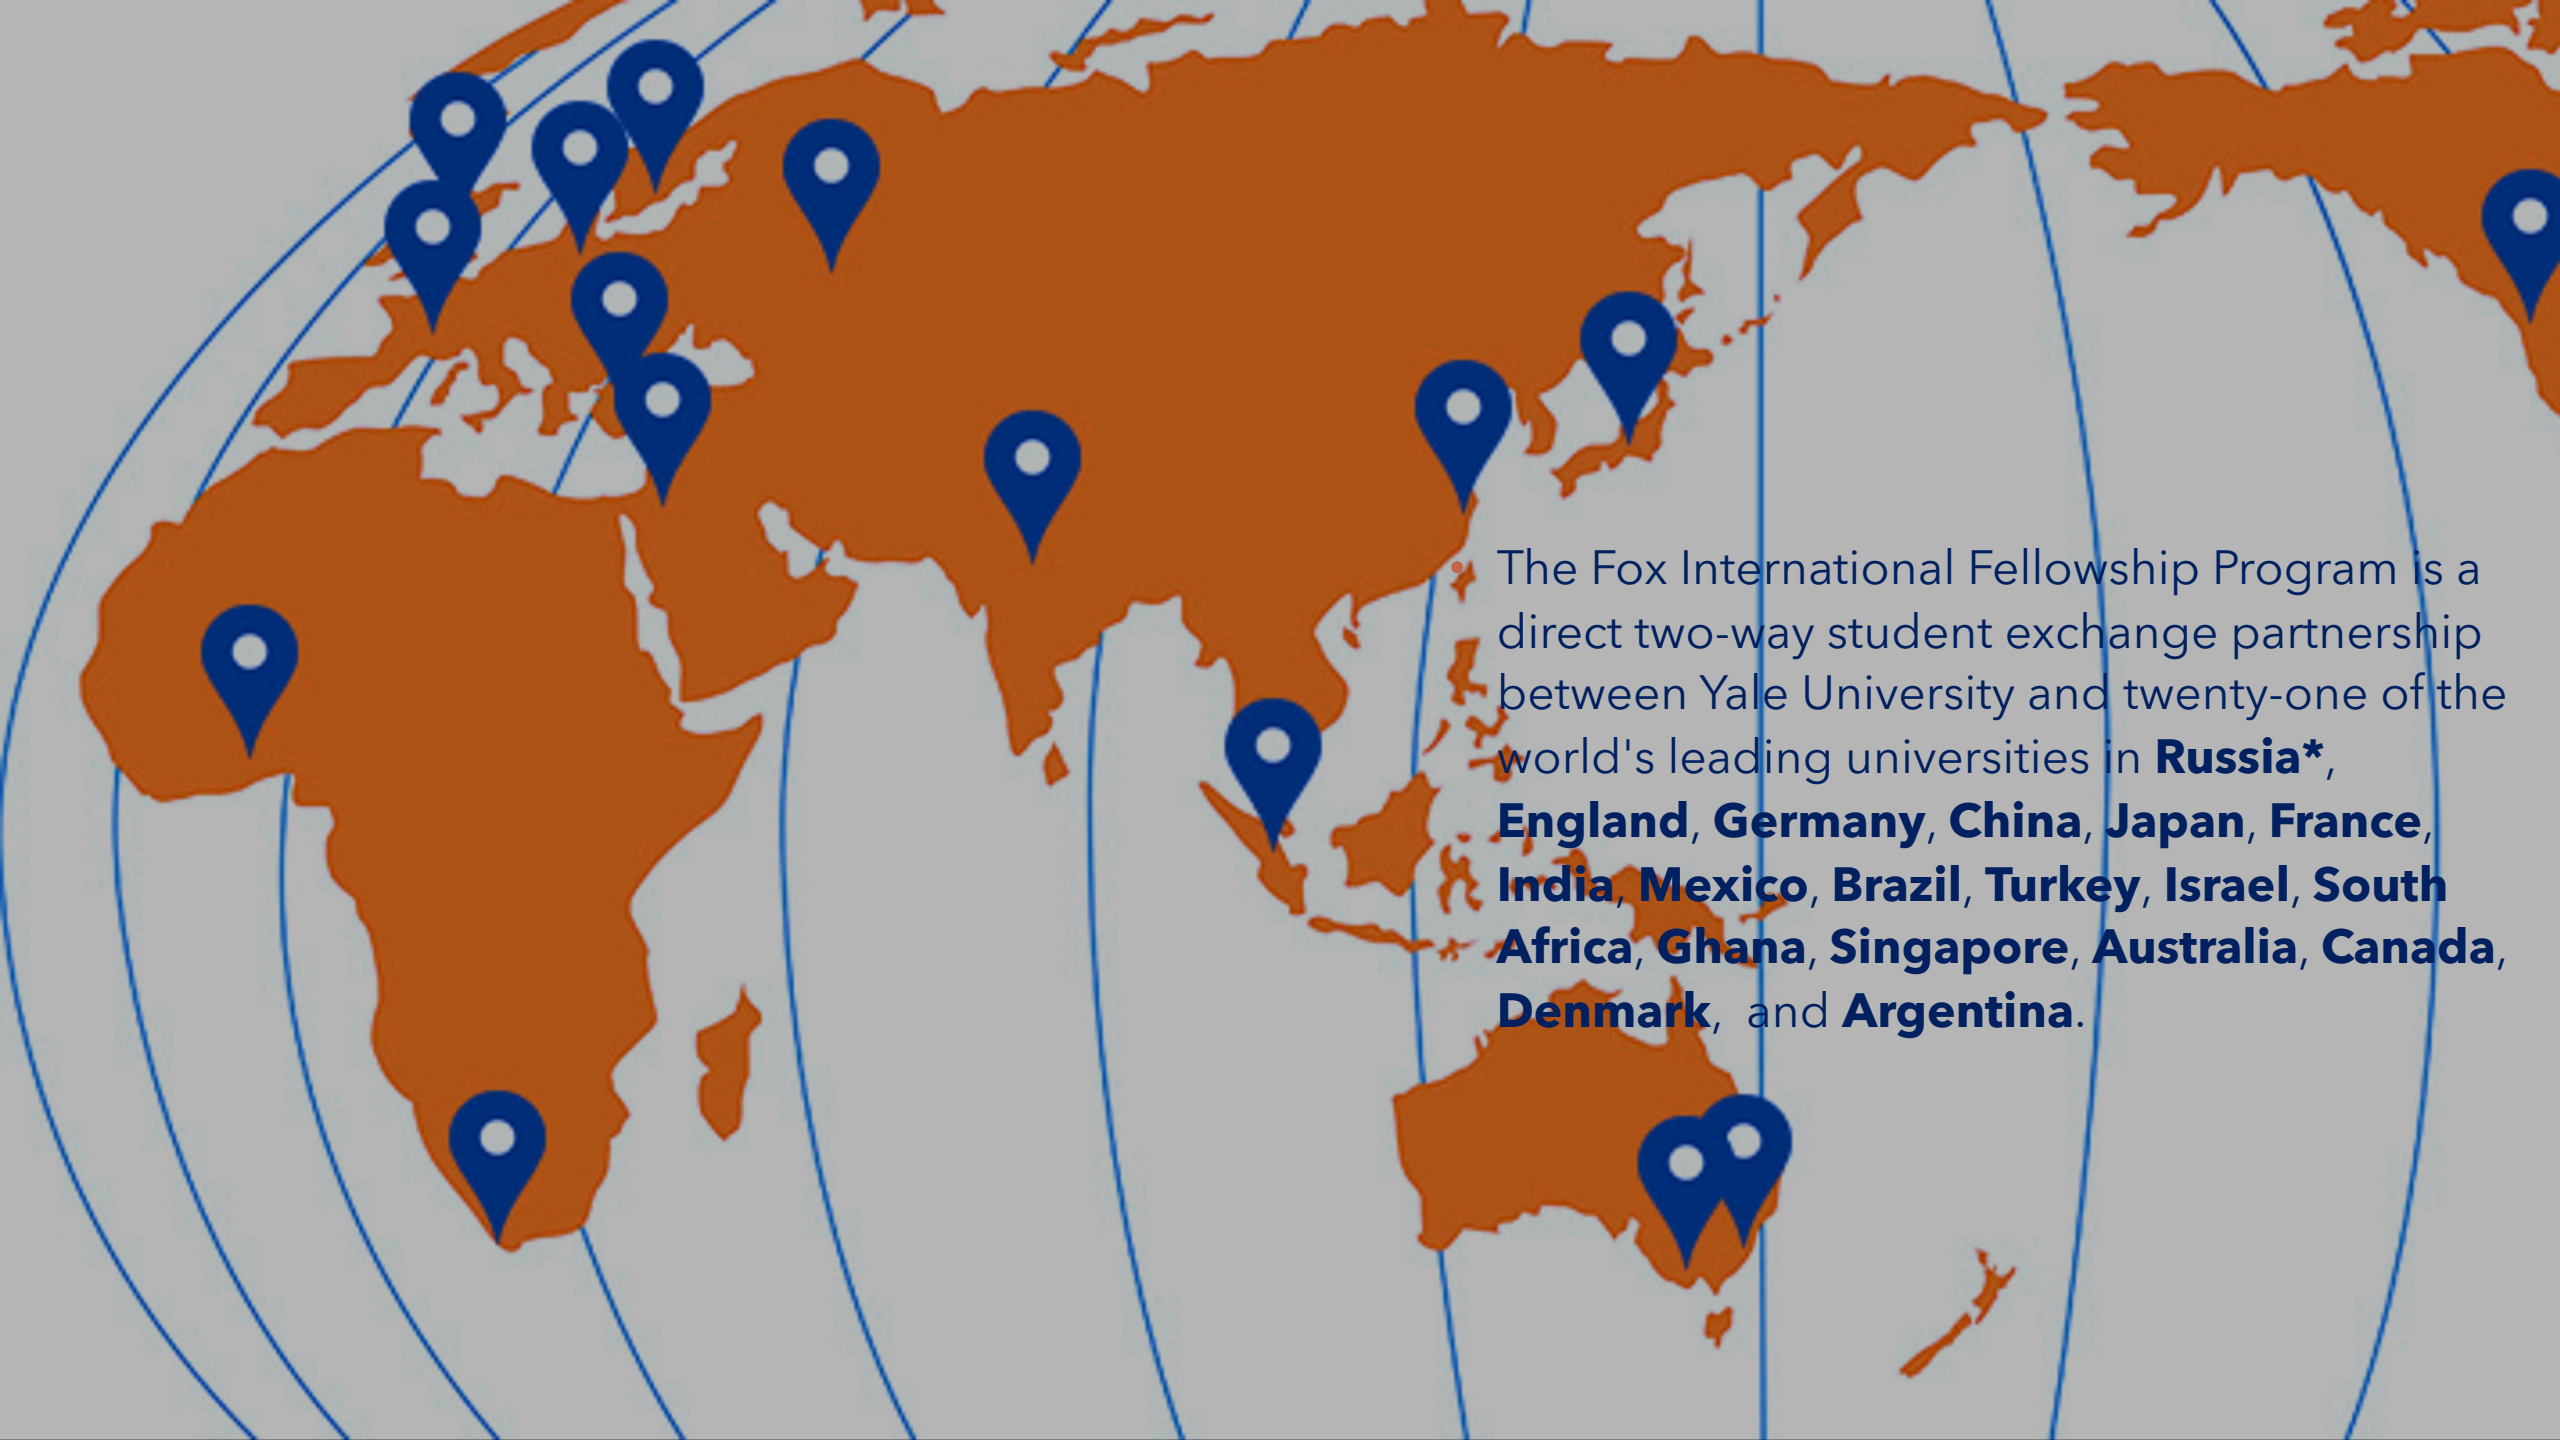 • The Fox International Fellowship Program is a
direct two-way student exchange partnership
between Yale University and twenty-one of the
world's leading universities in Russia*,
England, Germany, China, Japan, France,
India, Mexico, Brazil, Turkey, Israel, South
Africa, Ghana, Singapore, Australia, Canada,
Denmark,  and Argentina.